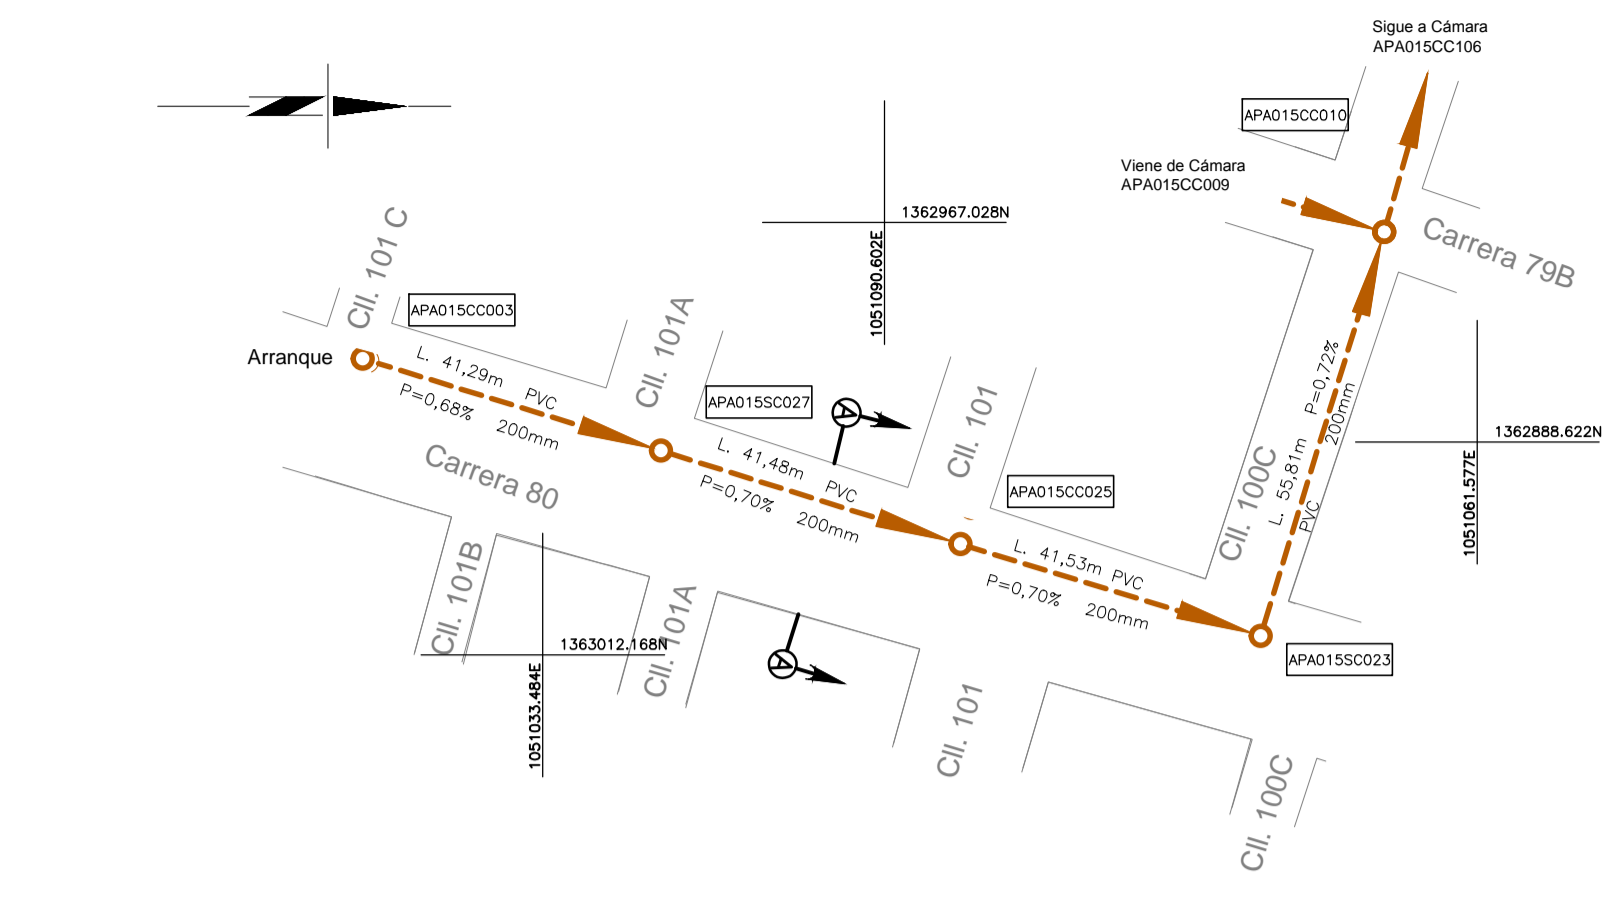 Sigue a Cámara
APA015CC106
APA015CC010
Viene de Cámara
APA015CC009
1362967.028N
1051090.602E
Carrera 79B
Cll. 101 C
APA015CC003
Cll. 101A
Arranque
L. 41,29m PVC
P=0,68% 200mm
APA015SC027
A
L. 41,48m PVC
P=0,70% 200mm
Cll. 101
APA015CC025
L. 41,53m PVC
P=0,70% 200mm
Cll. 100C
L. 55,81m PVC
P=0,72% 200mm
1362888.622N
1051061.577E
Carrera 80
Cll. 101B
1363012.168N
1051033.484E
Cll. 101A
A
Cll. 101
APA015SC023
Cll. 100C